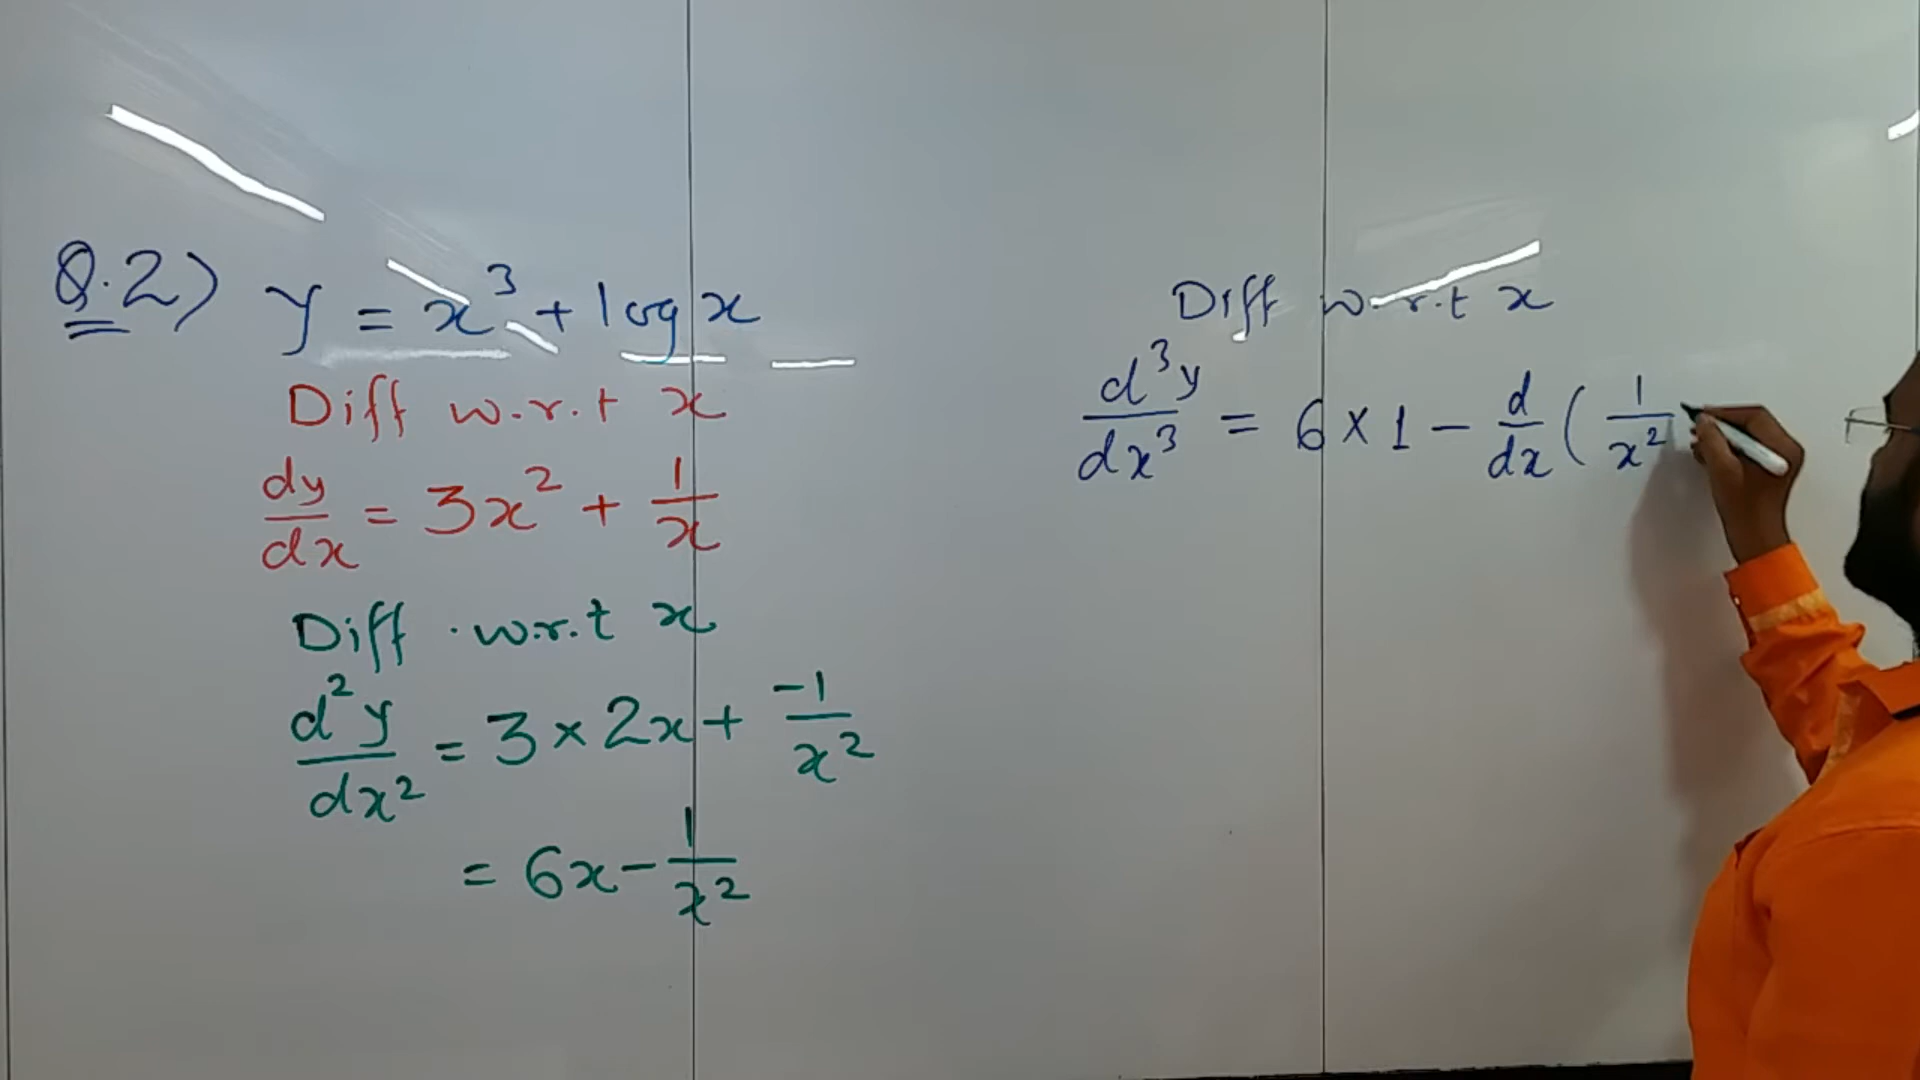 Q.2) y = x³ + log x
Diff w.r.t x
dy/dx = 3x² + 1/x
Diff . w.r.t x
d²y/dx² = 3 × 2x + -1/x²
= 6x - 1/x²
Diff w.r.t x
d³y/dx³ = 6 × 1 - d/dx ( 1/x²